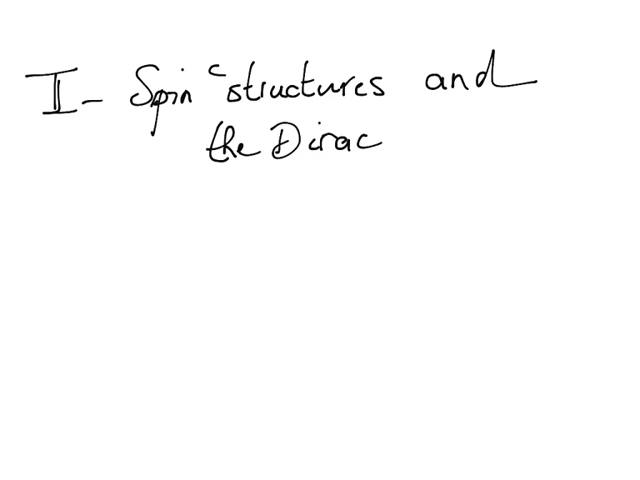 I- Spin^c structures and
the Dirac